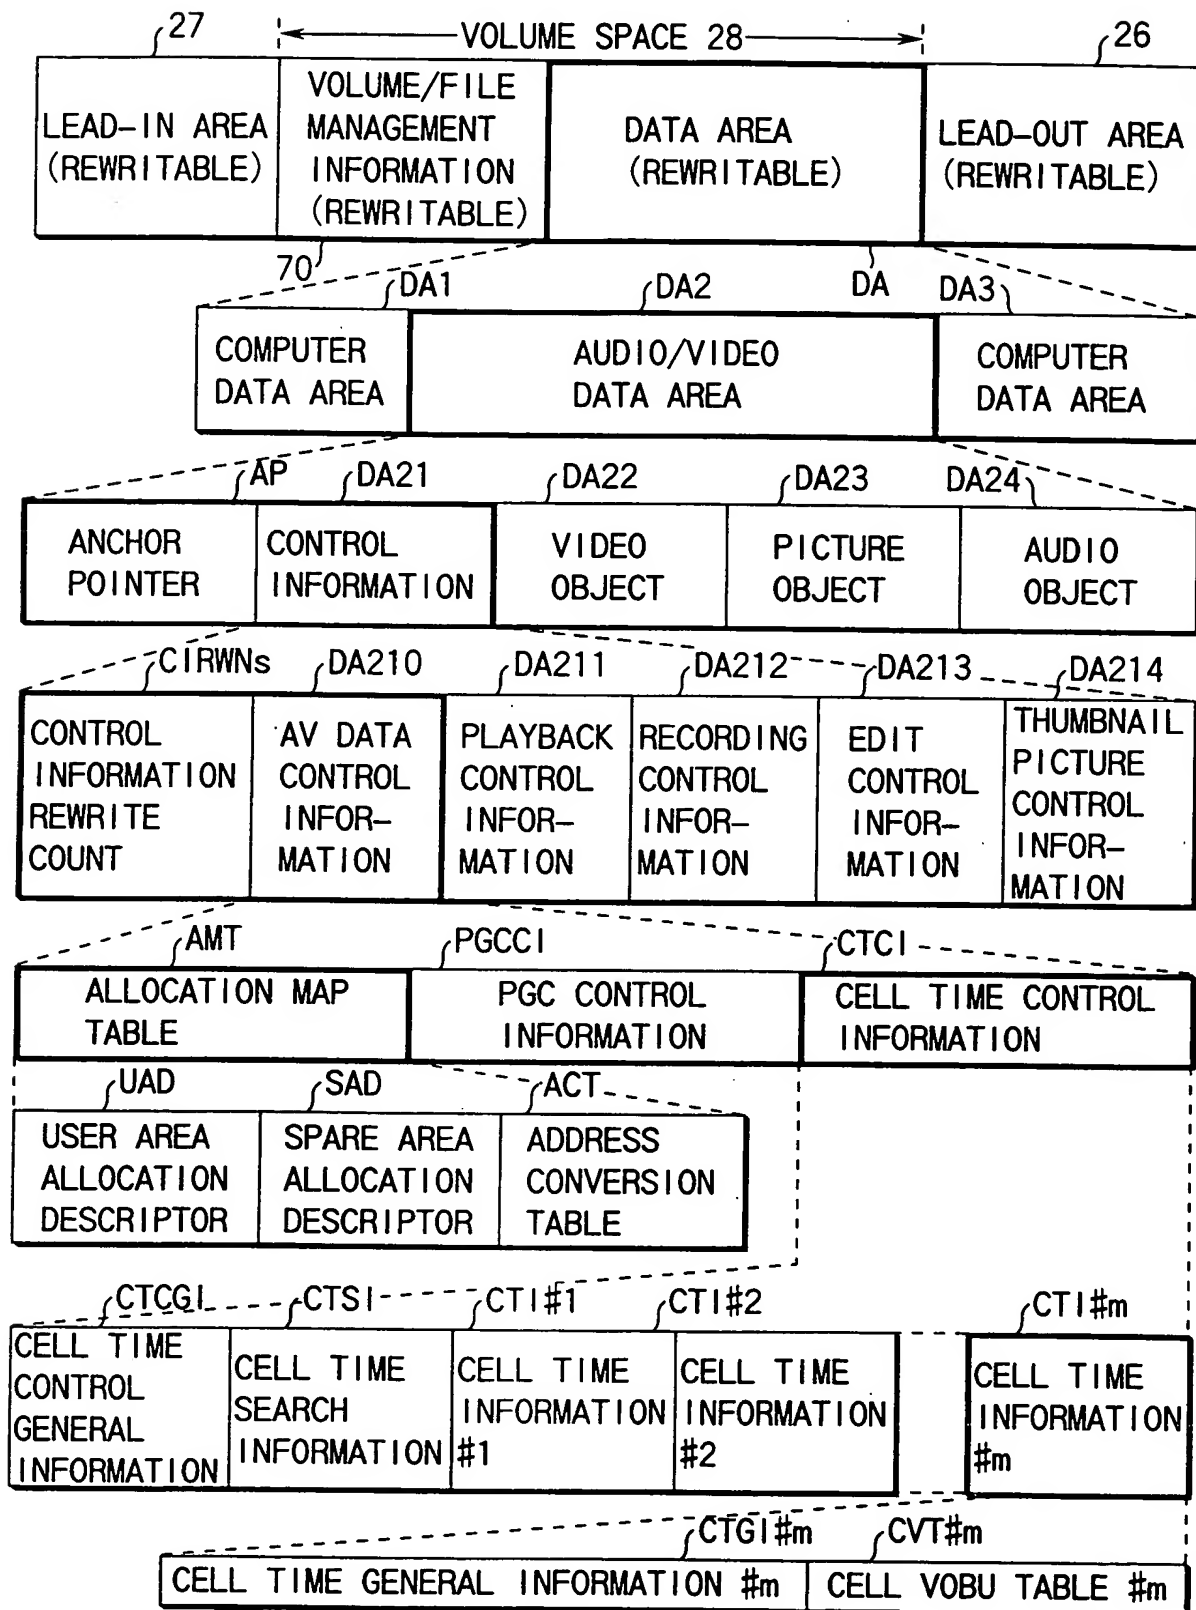 27
VOLUME SPACE 28
26
LEAD-IN AREA
(REWRITABLE)
VOLUME/FILE
MANAGEMENT
INFORMATION
(REWRITABLE)
DATA AREA
(REWRITABLE)
LEAD-OUT AREA
(REWRITABLE)
70
DA
DA1
DA2
DA3
COMPUTER
DATA AREA
AUDIO/VIDEO
DATA AREA
COMPUTER
DATA AREA
AP
DA21
DA22
DA23
DA24
ANCHOR
POINTER
CONTROL
INFORMATION
VIDEO
OBJECT
PICTURE
OBJECT
AUDIO
OBJECT
CIRWNs
DA210
DA211
DA212
DA213
DA214
CONTROL
INFORMATION
REWRITE
COUNT
AV DATA
CONTROL
INFOR-
MATION
PLAYBACK
CONTROL
INFOR-
MATION
RECORDING
CONTROL
INFOR-
MATION
EDIT
CONTROL
INFOR-
MATION
THUMBNAIL
PICTURE
CONTROL
INFOR-
MATION
AMT
PGCCI
CTCI
ALLOCATION MAP
TABLE
PGC CONTROL
INFORMATION
CELL TIME CONTROL
INFORMATION
UAD
SAD
ACT
USER AREA
ALLOCATION
DESCRIPTOR
SPARE AREA
ALLOCATION
DESCRIPTOR
ADDRESS
CONVERSION
TABLE
CTCGI
CTSI
CTI#1
CTI#2
CTI#m
CELL TIME
CONTROL
GENERAL
INFORMATION
CELL TIME
SEARCH
INFORMATION
CELL TIME
INFORMATION
#1
CELL TIME
INFORMATION
#2
CELL TIME
INFORMATION
#m
CTGI#m
CVT#m
CELL TIME GENERAL INFORMATION #m
CELL VOBU TABLE #m